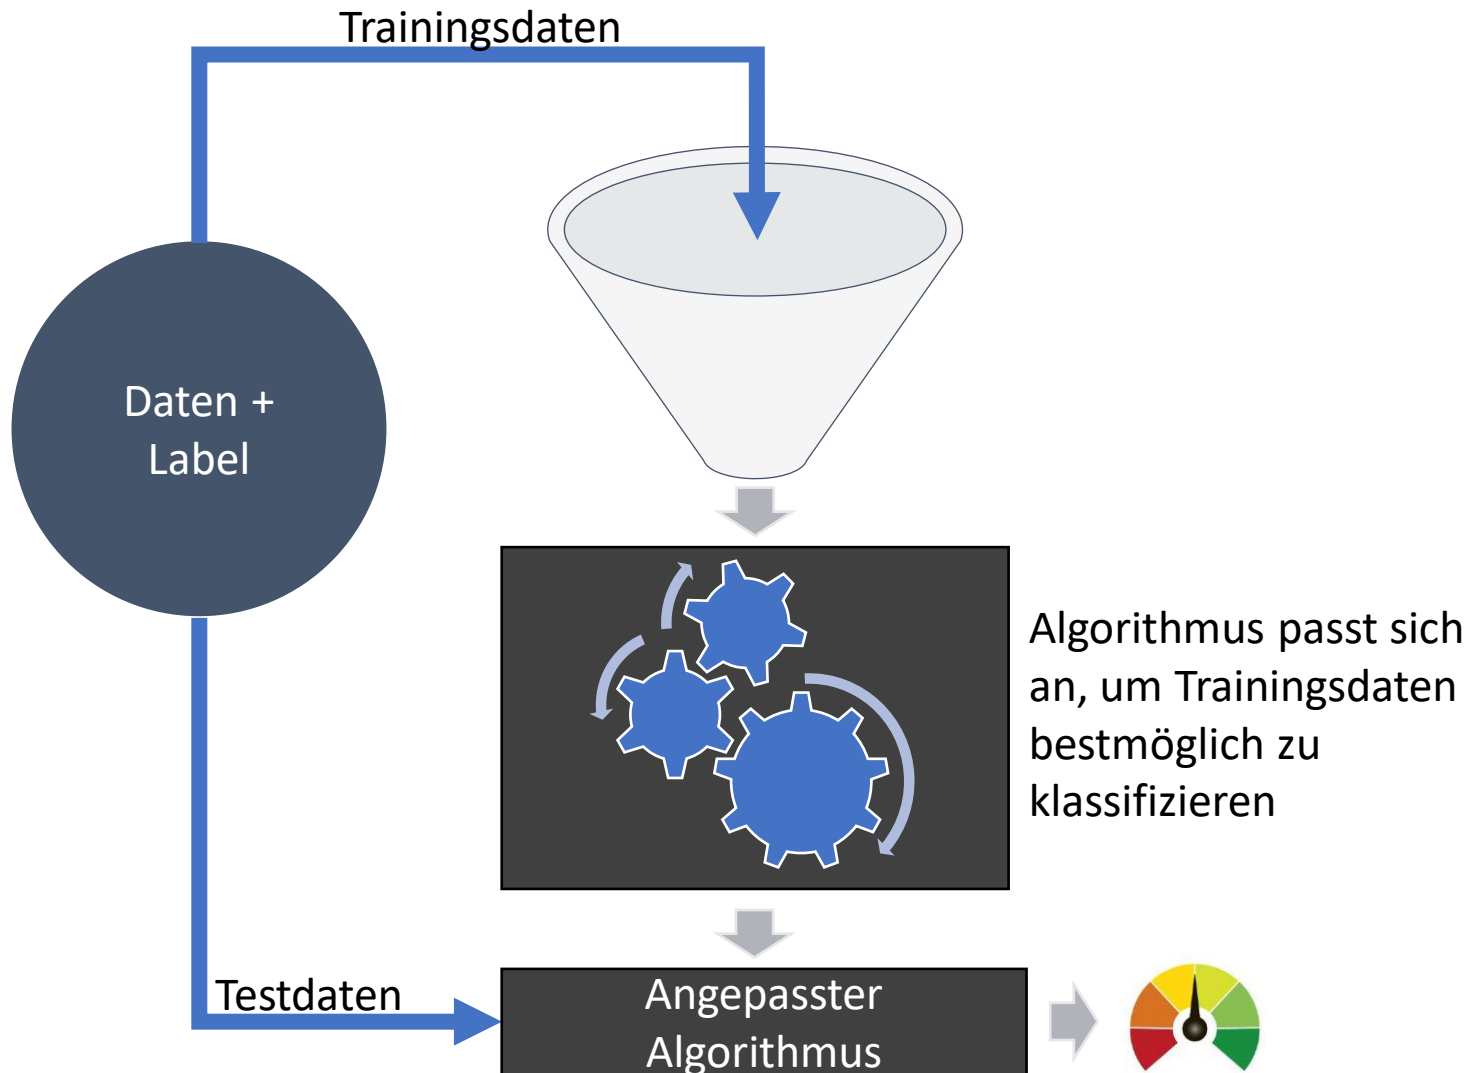 Trainingsdaten
Daten +
Label
Algorithmus passt sich
an, um Trainingsdaten
bestmöglich zu
klassifizieren
Testdaten
Angepasster
Algorithmus